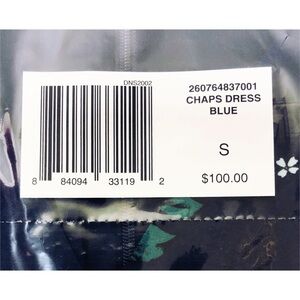 DNS2002
8 84094 33119 2
260764837001
CHAPS DRESS
BLUE
S
$100.00